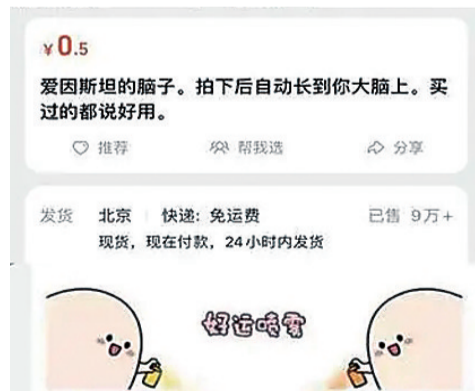 ¥0.5
爱因斯坦的脑子。拍下后自动长到你大脑上。买
过的都说好用。
推荐 帮我选 分享
发货 北京 快递: 免运费 已售 9万+
现货，现在付款，24小时内发货
好运喷雾